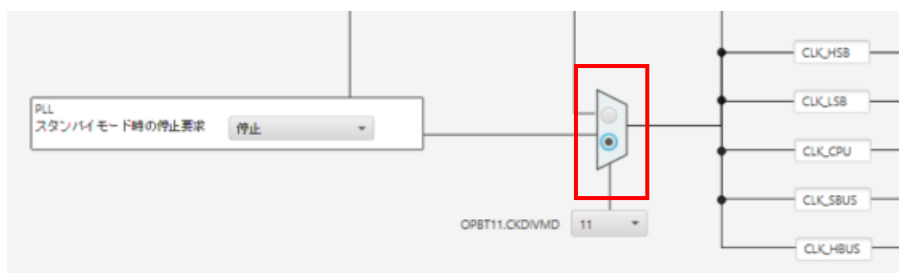 CLK_HSB
PLL
スタンバイモード時の停止要求 停止
CLK_LSB
CLK_CPU
CLK_SBUS
OPBT11.CKDIVMD 11
CLK_HBUS